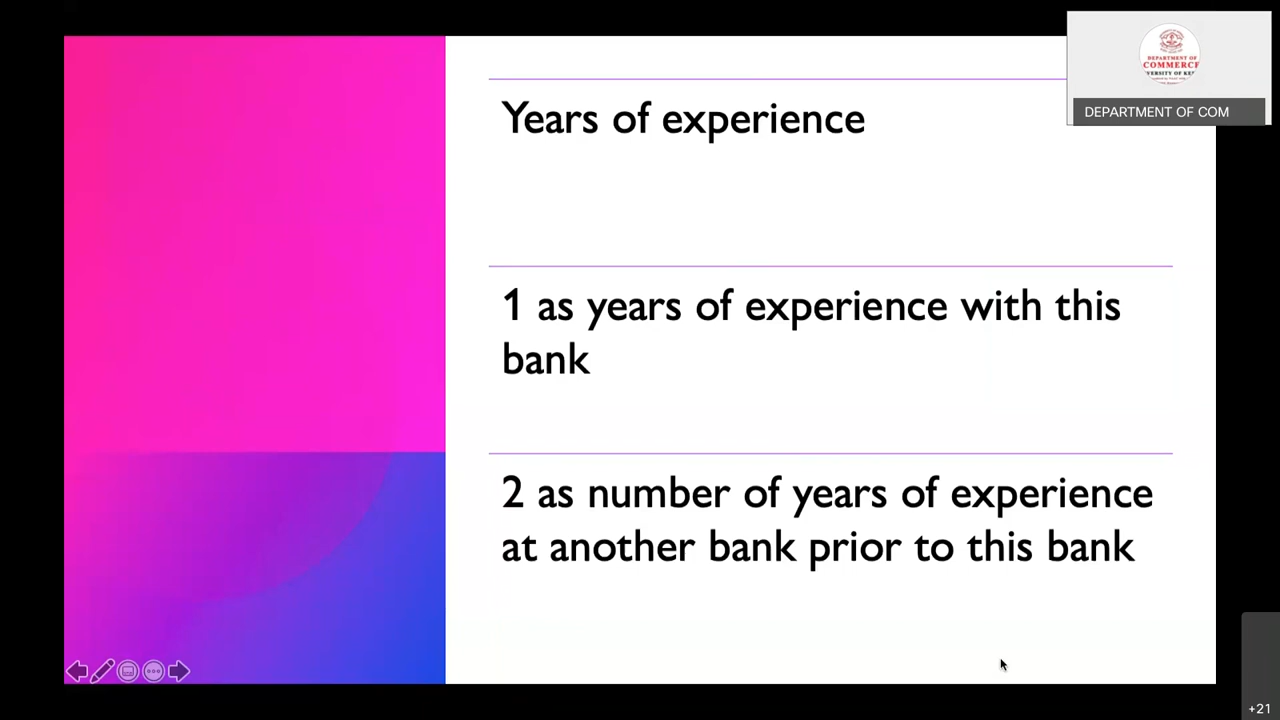 Years of experience
1 as years of experience with this
bank
2 as number of years of experience
at another bank prior to this bank
DEPARTMENT OF
COMMERCE
DEPARTMENT OF COM
+21